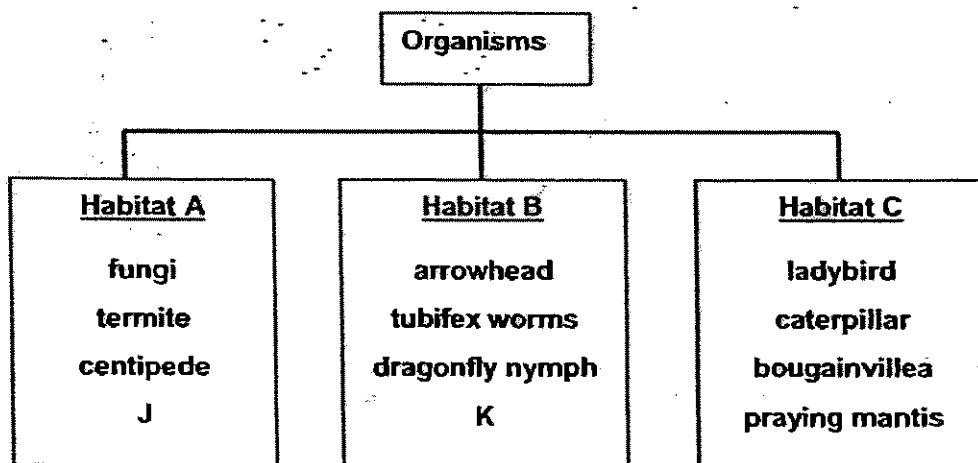 Organisms
Habitat A
fungi
termite
centipede
J
Habitat B
arrowhead
tubifex worms
dragonfly nymph
K
Habitat C
ladybird
caterpillar
bougainvillea
praying mantis